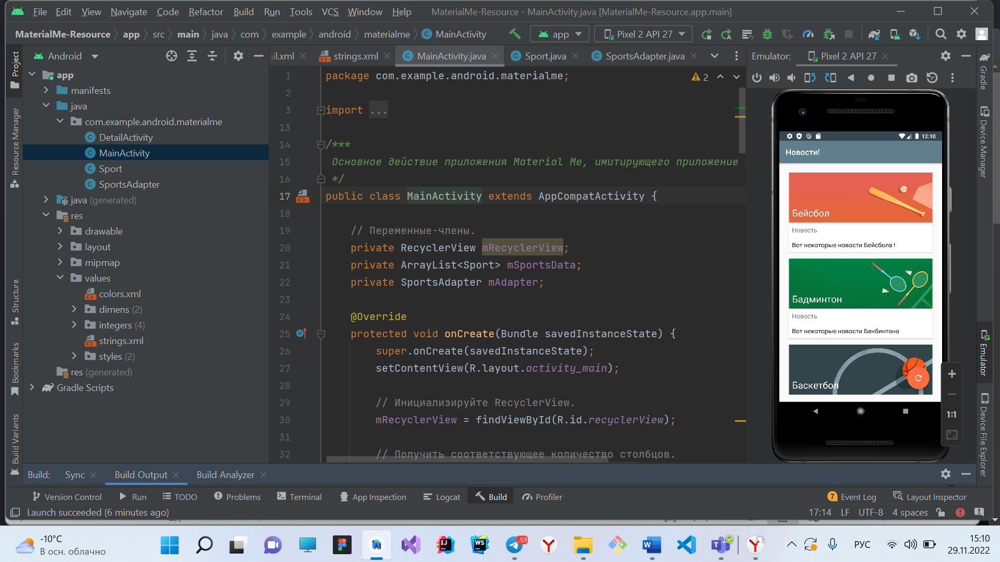 File Edit View Navigate Code Refactor Build Run Tools VCS Window Help MaterialMe-Resource - MainActivity.java [MaterialMe-Resource.app.main]
MaterialMe-Resource app src main java com example android materialme MainActivity app Pixel 2 API 27
Android
ail.xml strings.xml MainActivity.java Sport.java SportsAdapter.java
Emulator: Pixel 2 API 27
Project
Resource Manager
Structure
Bookmarks
Build Variants
app
manifests
java
com.example.android.materialme
DetailActivity
MainActivity
Sport
SportsAdapter
java (generated)
res
drawable
layout
mipmap
values
colors.xml
dimens (2)
integers (4)
strings.xml
styles (2)
res (generated)
Gradle Scripts
1 package com.example.android.materialme;
2
3 import ...
13
14 /***
15 Основное действие приложения Material Me, имитирующего приложение
16 */
17 public class MainActivity extends AppCompatActivity {
18
19 // Переменные-члены.
20 private RecyclerView mRecyclerView;
21 private ArrayList<Sport> mSportsData;
22 private SportsAdapter mAdapter;
23
24 @Override
25 protected void onCreate(Bundle savedInstanceState) {
26 super.onCreate(savedInstanceState);
27 setContentView(R.layout.activity_main);
28
29 // Инициализируйте RecyclerView.
30 mRecyclerView = findViewById(R.id.recyclerView);
31
32 // Получить соответствующее количество столбцов.
2
12:10
Новости!
Бейсбол
Новость
Вот некоторые новости Бейсбола !
Бадминтон
Новость
Вот некоторые новости Банбинтона
Баскетбол
1:1
Gradle
Device Manager
Emulator
Device File Explorer
Build: Sync Build Output Build Analyzer
Version Control Run TODO Problems Terminal App Inspection Logcat Build Profiler 7 Event Log Layout Inspector
Launch succeeded (6 minutes ago) 17:14 LF UTF-8 4 spaces
-10°C
В осн. облачно
IJ
WS
.59
РУС
15:10
29.11.2022